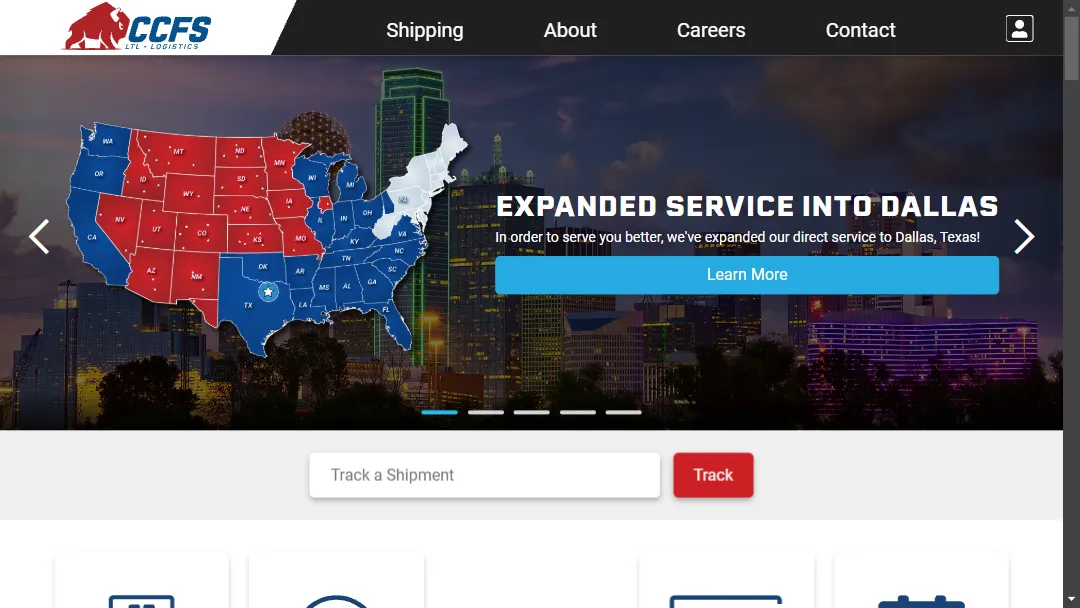 CCFS
LTL - LOGISTICS
Shipping
About
Careers
Contact
WA
MT
ND
MN
OR
ID
SD
WI
MI
WY
IA
NE
PA
NV
UT
CO
KS
MO
IL
IN
OH
CA
KY
VA
AZ
NM
OK
AR
TN
NC
TX
LA
MS
AL
GA
SC
FL
EXPANDED SERVICE INTO DALLAS
In order to serve you better, we've expanded our direct service to Dallas, Texas!
Learn More
Track a Shipment
Track